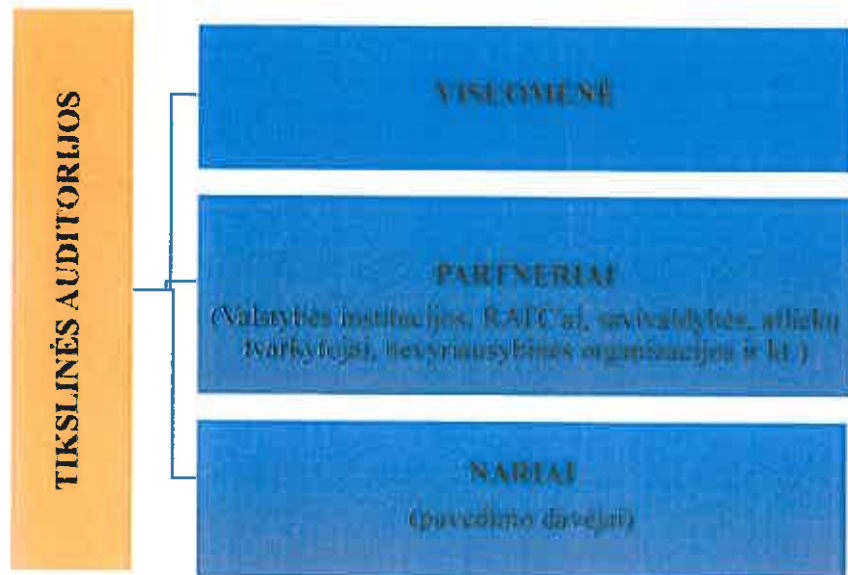 TIKSLINĖS AUDITORIJOS
VISUOMENĖ
PARTNERIAI
(Valstybės institucijos, RATC'ai, savivaldybės, atliekų
tvarkytojai, nevyriausybinės organizacijos ir kt.)
NARIAI
(pavedimo davėjai)